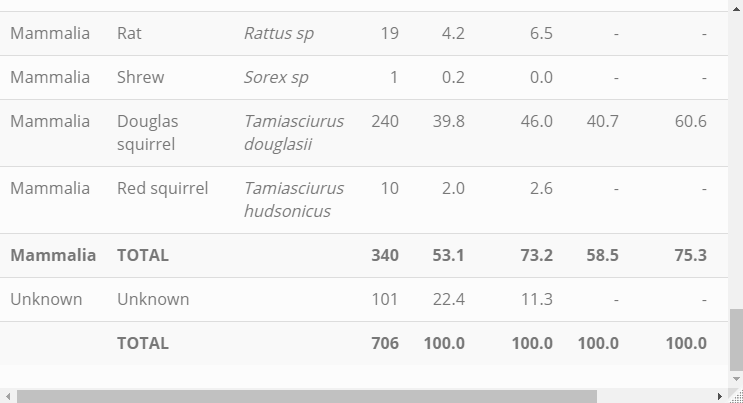 Mammalia Rat Rattus sp 19 4.2 6.5 - -
Mammalia Shrew Sorex sp 1 0.2 0.0 - -
Mammalia Douglas Tamiasciurus 240 39.8 46.0 40.7 60.6
squirrel douglasii
Mammalia Red squirrel Tamiasciurus 10 2.0 2.6 - -
hudsonicus
Mammalia TOTAL 340 53.1 73.2 58.5 75.3
Unknown Unknown 101 22.4 11.3 - -
TOTAL 706 100.0 100.0 100.0 100.0